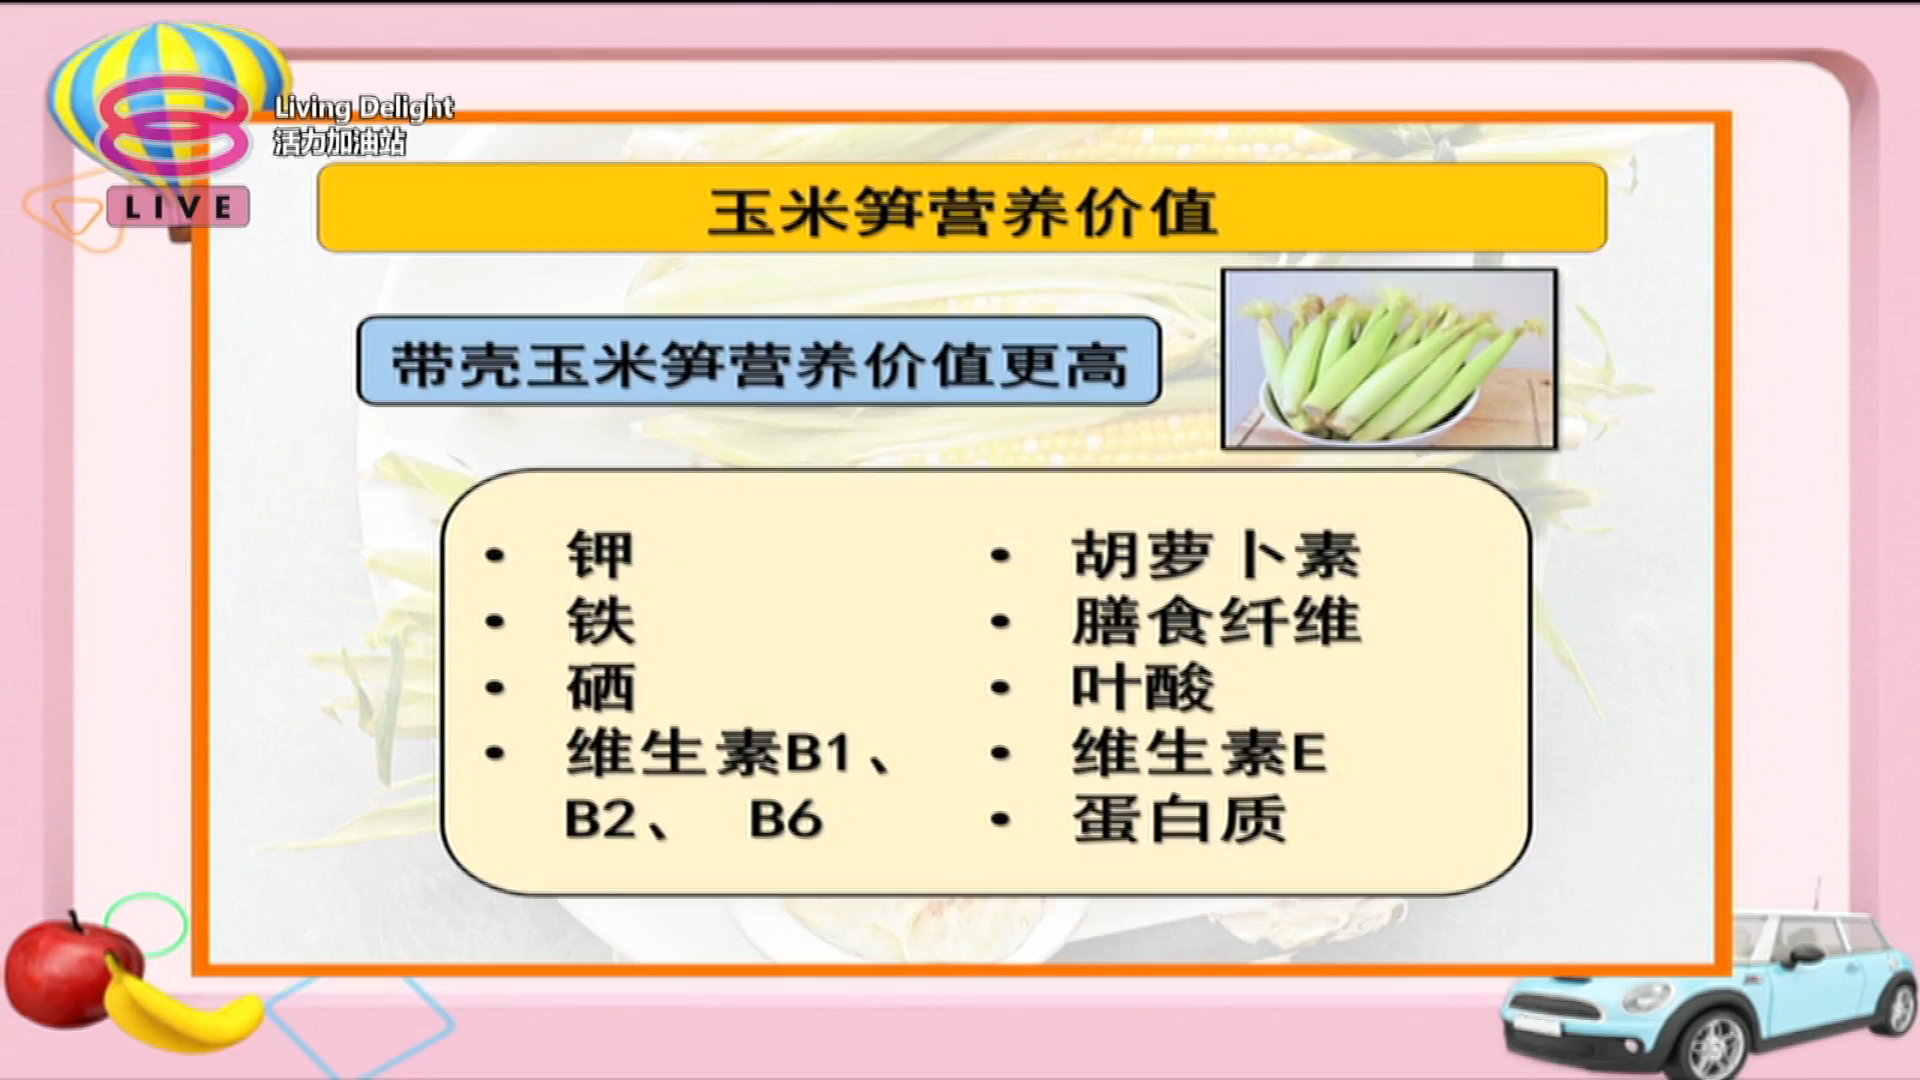 Living Delight
活力加油站
LIVE
玉米笋营养价值
带壳玉米笋营养价值更高
• 钾
• 铁
• 硒
• 维生素B1、
B2、 B6
• 胡萝卜素
• 膳食纤维
• 叶酸
• 维生素E
• 蛋白质